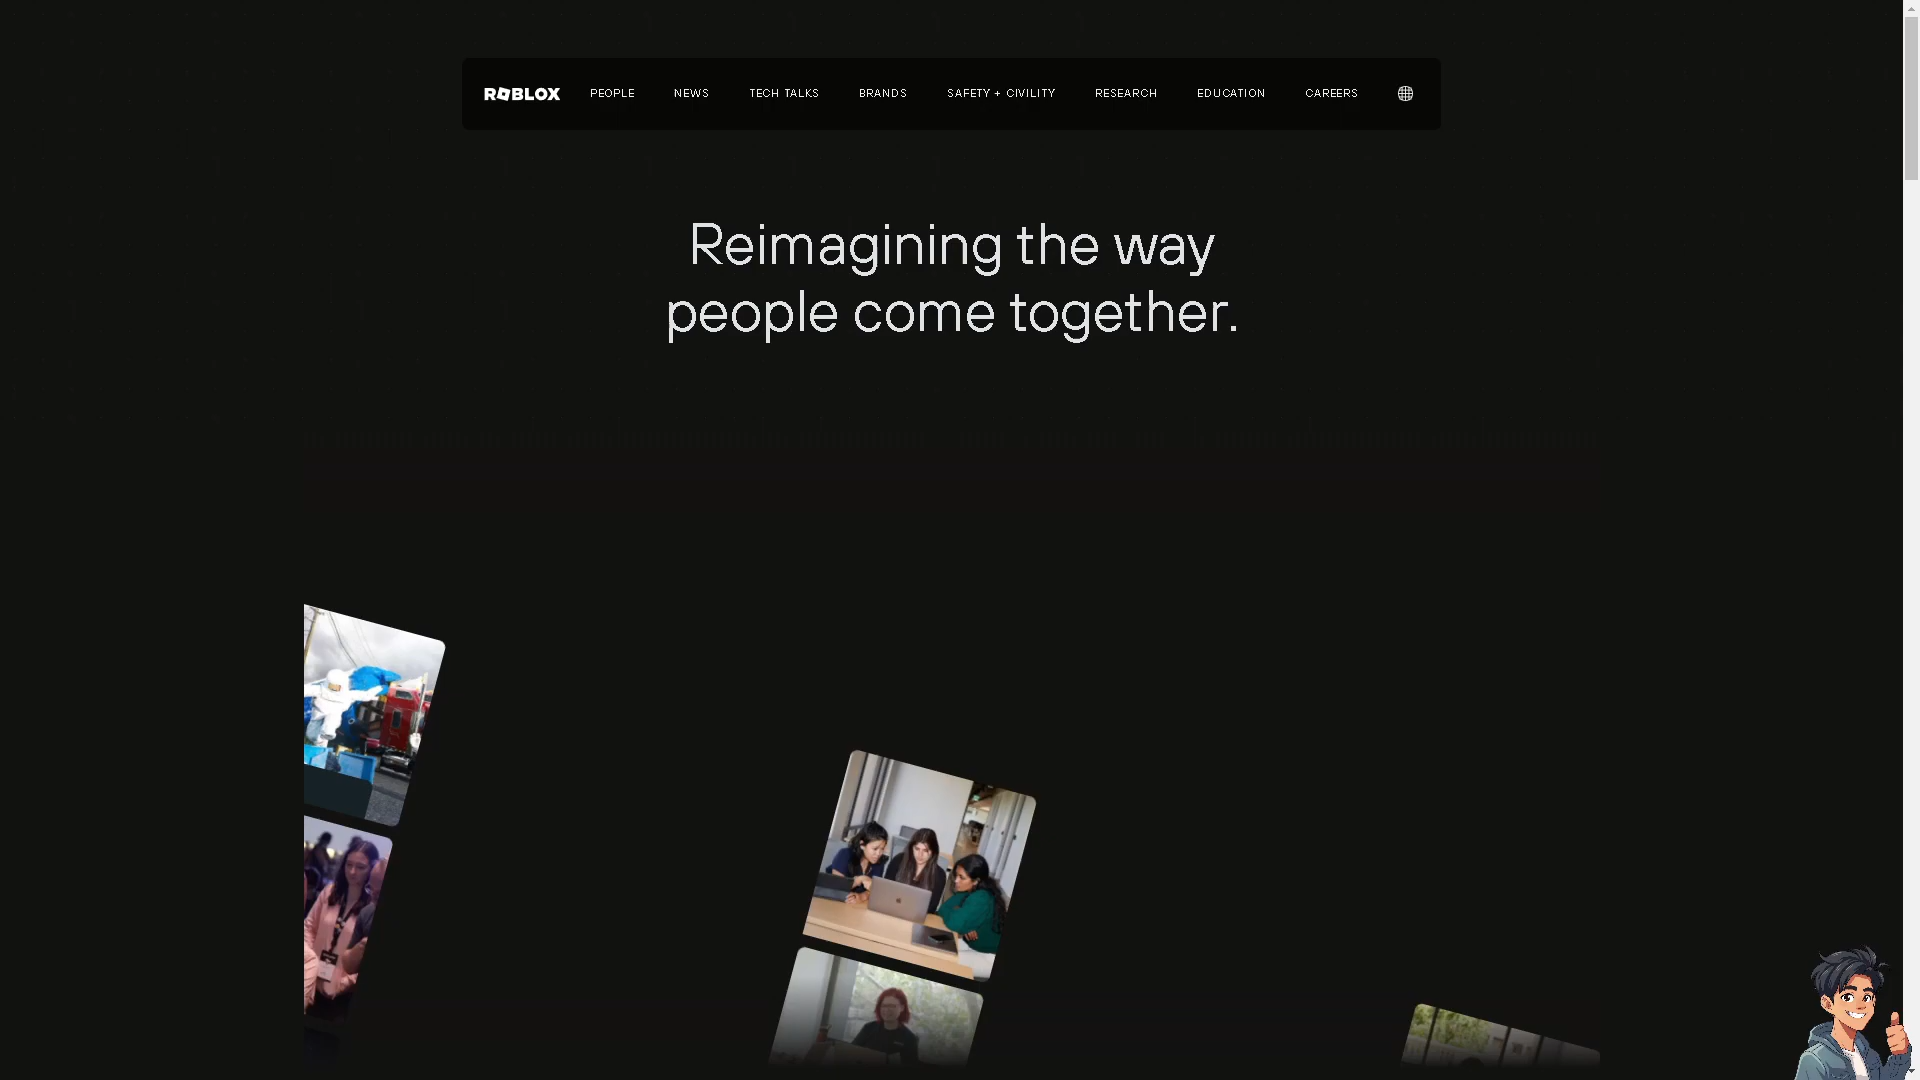 ROBLOX PEOPLE NEWS TECH TALKS BRANDS SAFETY + CIVILITY RESEARCH EDUCATION CAREERS
Reimagining the way
people come together.